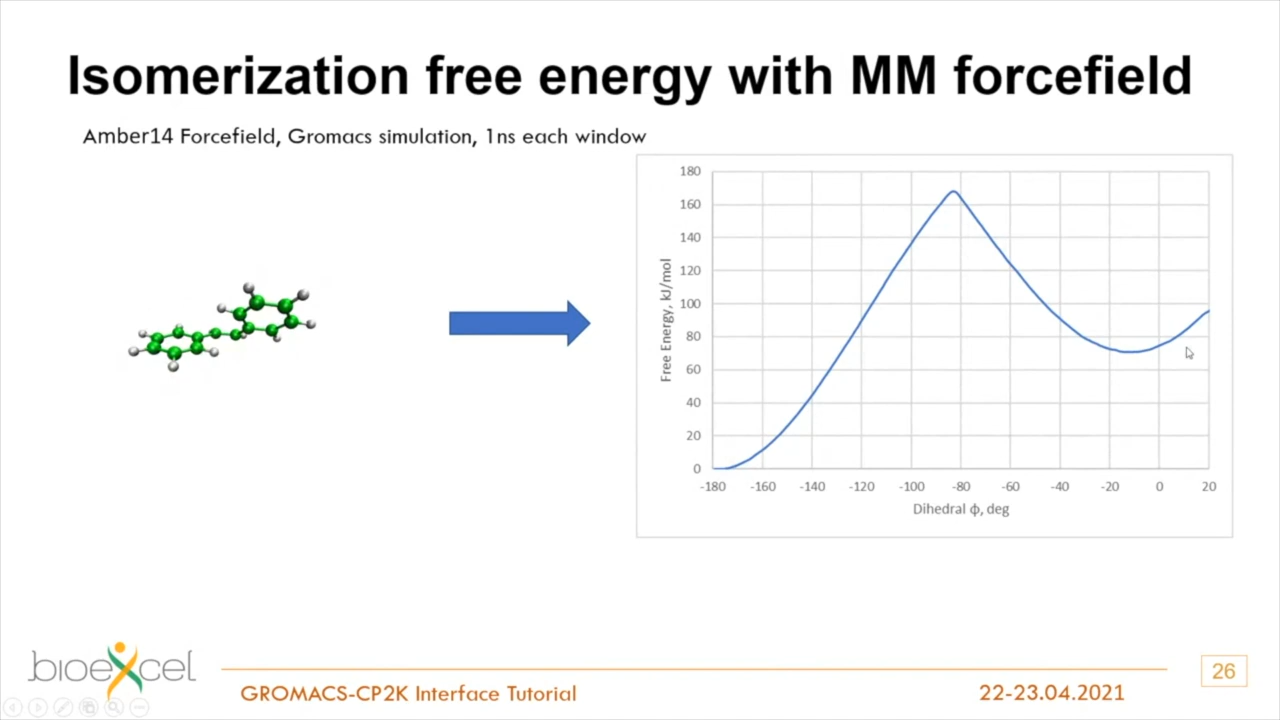 Isomerization free energy with MM forcefield
Amber14 Forcefield, Gromacs simulation, 1ns each window
180
160
140
120
100
80
60
40
20
0
Free Energy, kJ/mol
-180 -160 -140 -120 -100 -80 -60 -40 -20 0 20
Dihedral ϕ, deg
bioexcel
GROMACS-CP2K Interface Tutorial
22-23.04.2021
26